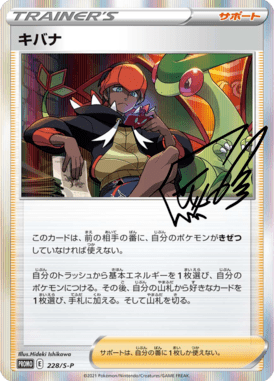 TRAINER'S サポート
キバナ
このカードは、前の相手の番に、自分のポケモンがきぜつ
していなければ使えない。
自分のトラッシュから基本エネルギーを1枚選び、自分の
ポケモンにつける。その後、自分の山札から好きなカードを
1枚選び、手札に加える。そして山札を切る。
Illus. Hideki Ishikawa
PROMO E 228/S-P
サポートは、自分の番に1枚しか使えない。
©2021 Pokémon/Nintendo/Creatures/GAME FREAK